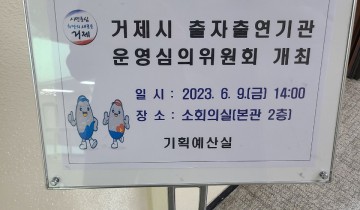 거제시 출자출연기관
운영심의위원회 개최
일 시 : 2023. 6. 9.(금) 14:00
장 소 : 소회의실(본관 2층)
기획예산실
거제